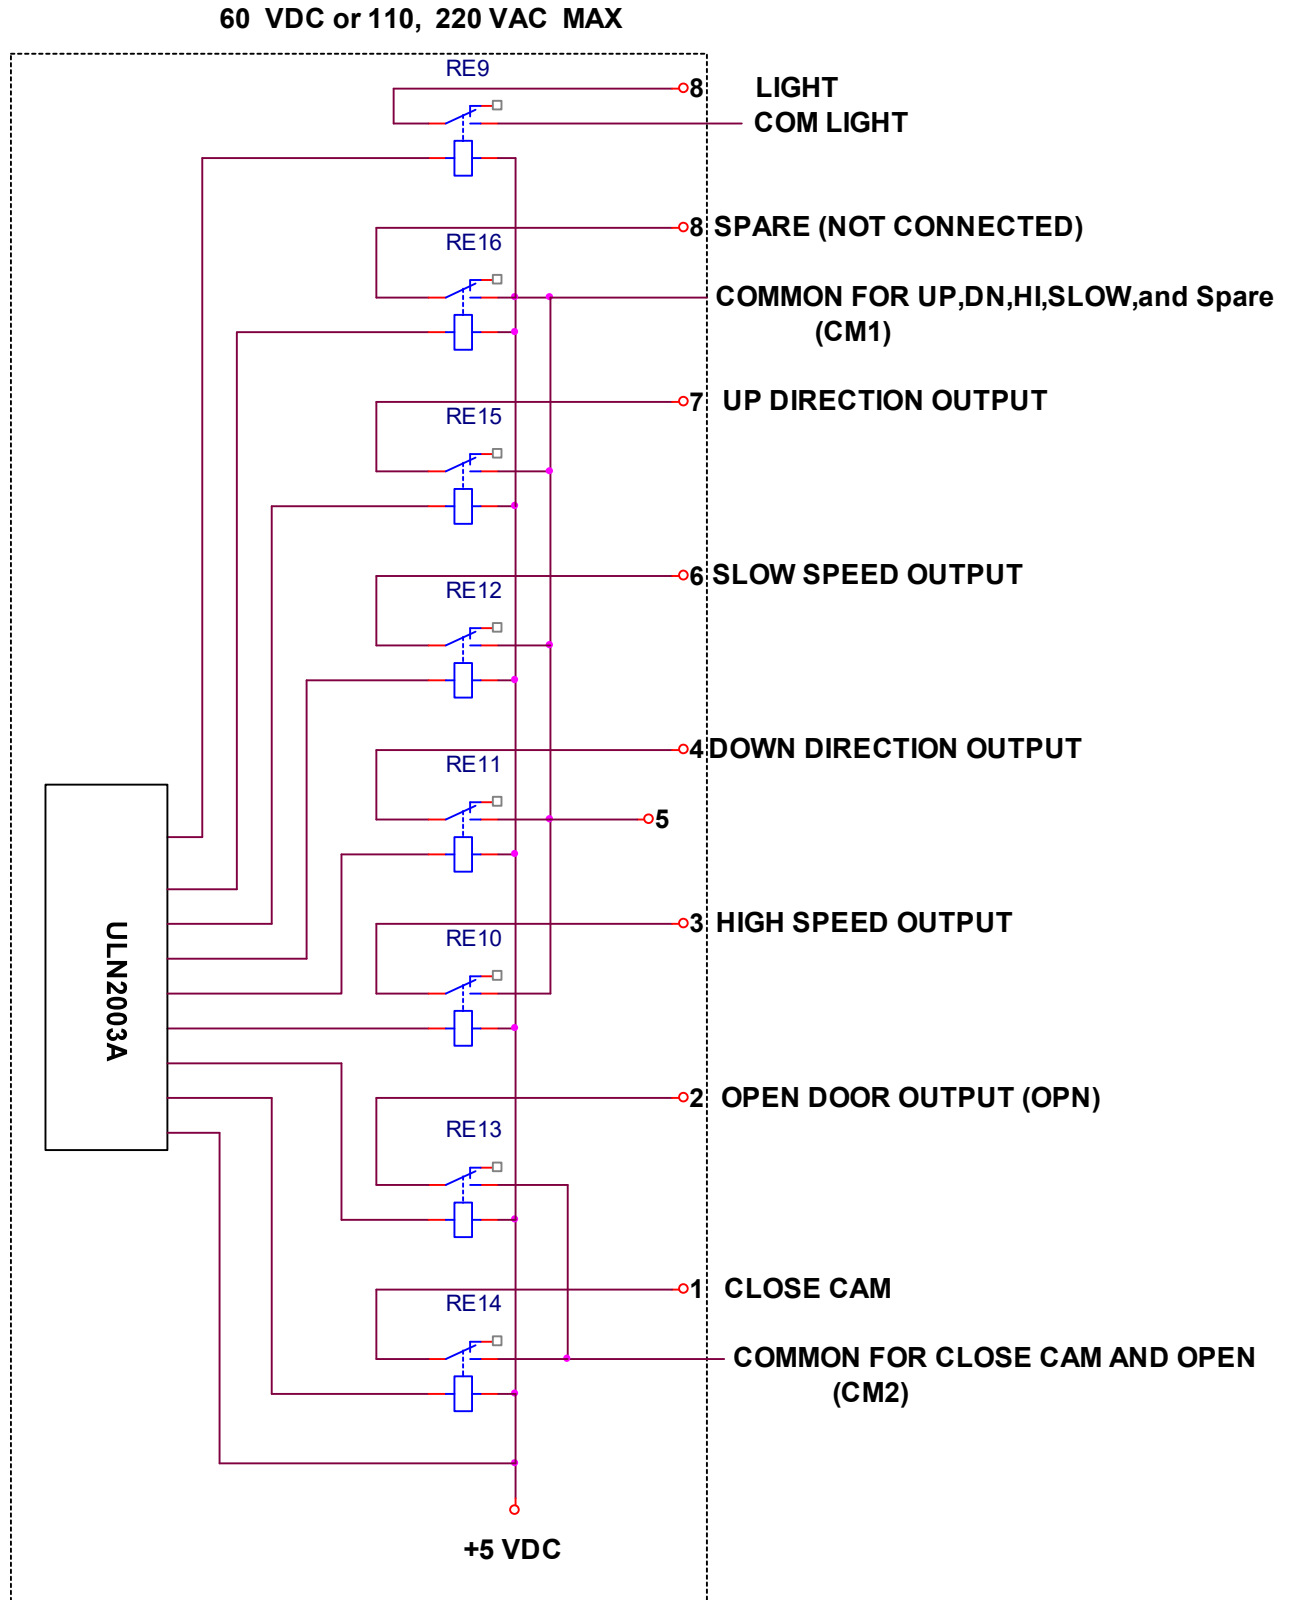 60 VDC or 110, 220 VAC MAX
RE9
8 LIGHT
COM LIGHT
8 SPARE (NOT CONNECTED)
RE16
COMMON FOR UP,DN,HI,SLOW,and Spare
(CM1)
7 UP DIRECTION OUTPUT
RE15
6 SLOW SPEED OUTPUT
RE12
4 DOWN DIRECTION OUTPUT
RE11
5
3 HIGH SPEED OUTPUT
RE10
ULN2003A
2 OPEN DOOR OUTPUT (OPN)
RE13
1 CLOSE CAM
RE14
COMMON FOR CLOSE CAM AND OPEN
(CM2)
+5 VDC